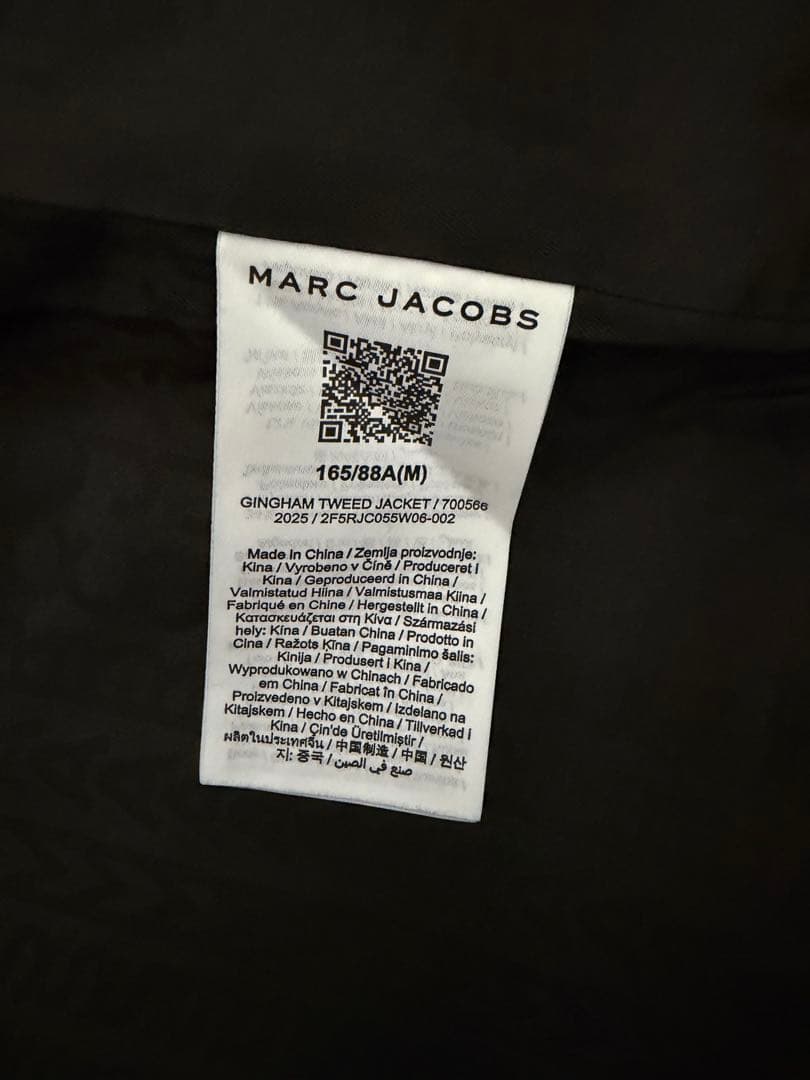 MARC JACOBS
165/88A(M)
GINGHAM TWEED JACKET / 700566
2025 / 2F5RJC055W06-002
Made in China / Zemlja proizvodnje:
Kina / Vyrobeno v Číně / Produceret i
Kina / Geproduceerd in China /
Valmistatud Hiina / Valmistusmaa Kiina /
Fabriqué en Chine / Hergestellt in China /
Κατασκευάζεται στη Κίνα / Származási
hely: Kína / Buatan China / Prodotto in
Cina / Ražots Ķīna / Pagaminimo šalis:
Kinija / Produsert i Kina /
Wyprodukowano w Chinach / Fabricado
em China / Fabricat în China /
Proizvedeno v Kitajskem / Izdelano na
Kitajskem / Hecho en China / Tillverkad i
Kina / Çin'de Üretilmiştir /
ผลิตในประเทศจีน / 中国制造 / 中国 / 원산
지: 중국 / صنع في الصين